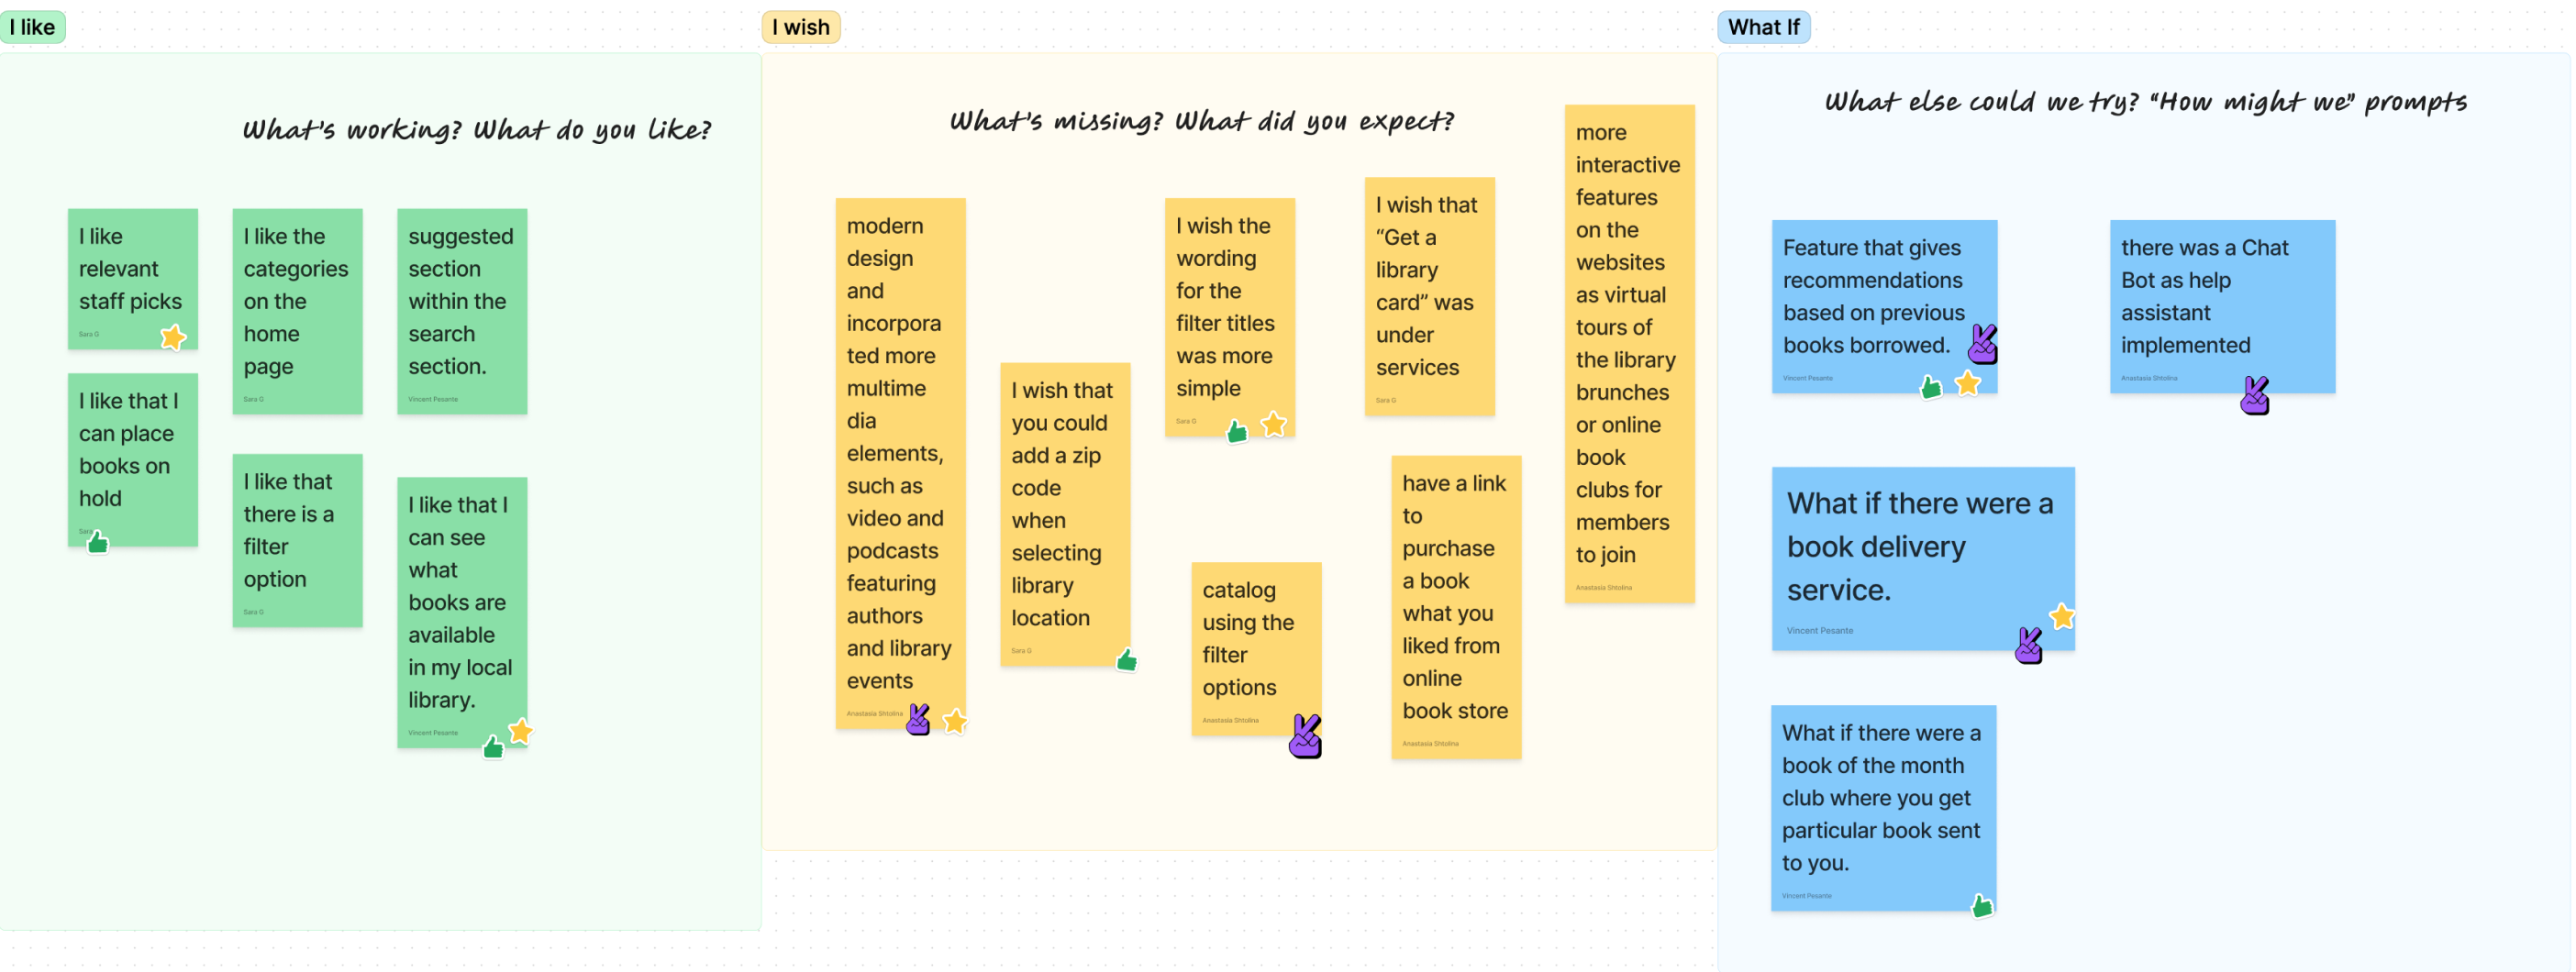 I like
What's working? What do you like?
I like
relevant
staff picks
Sara G
I like the
categories
on the
home
page
Sara G
suggested
section
within the
search
section.
Vincent Pesante
I like that I
can place
books on
hold
Sara
I like that
there is a
filter
option
Sara G
I like that I
can see
what
books are
available
in my local
library.
Vincent Pesante
I wish
What's missing? What did you expect?
modern
design
and
incorpora
ted more
multime
dia
elements,
such as
video and
podcasts
featuring
authors
and library
events
Anastasia Shtolina
I wish that
you could
add a zip
code
when
selecting
library
location
Sara G
I wish the
wording
for the
filter titles
was more
simple
Sara G
catalog
using the
filter
options
Anastasia Shtolina
I wish that
“Get a
library
card” was
under
services
Sara G
have a link
to
purchase
a book
what you
liked from
online
book store
Anastasia Shtolina
more
interactive
features
on the
websites
as virtual
tours of
the library
brunches
or online
book
clubs for
members
to join
Anastasia Shtolina
What If
What else could we try? “How might we” prompts
Feature that gives
recommendations
based on previous
books borrowed.
Vincent Pesante
there was a Chat
Bot as help
assistant
implemented
Anastasia Shtolina
What if there were a
book delivery
service.
Vincent Pesante
What if there were a
book of the month
club where you get
particular book sent
to you.
Vincent Pesante